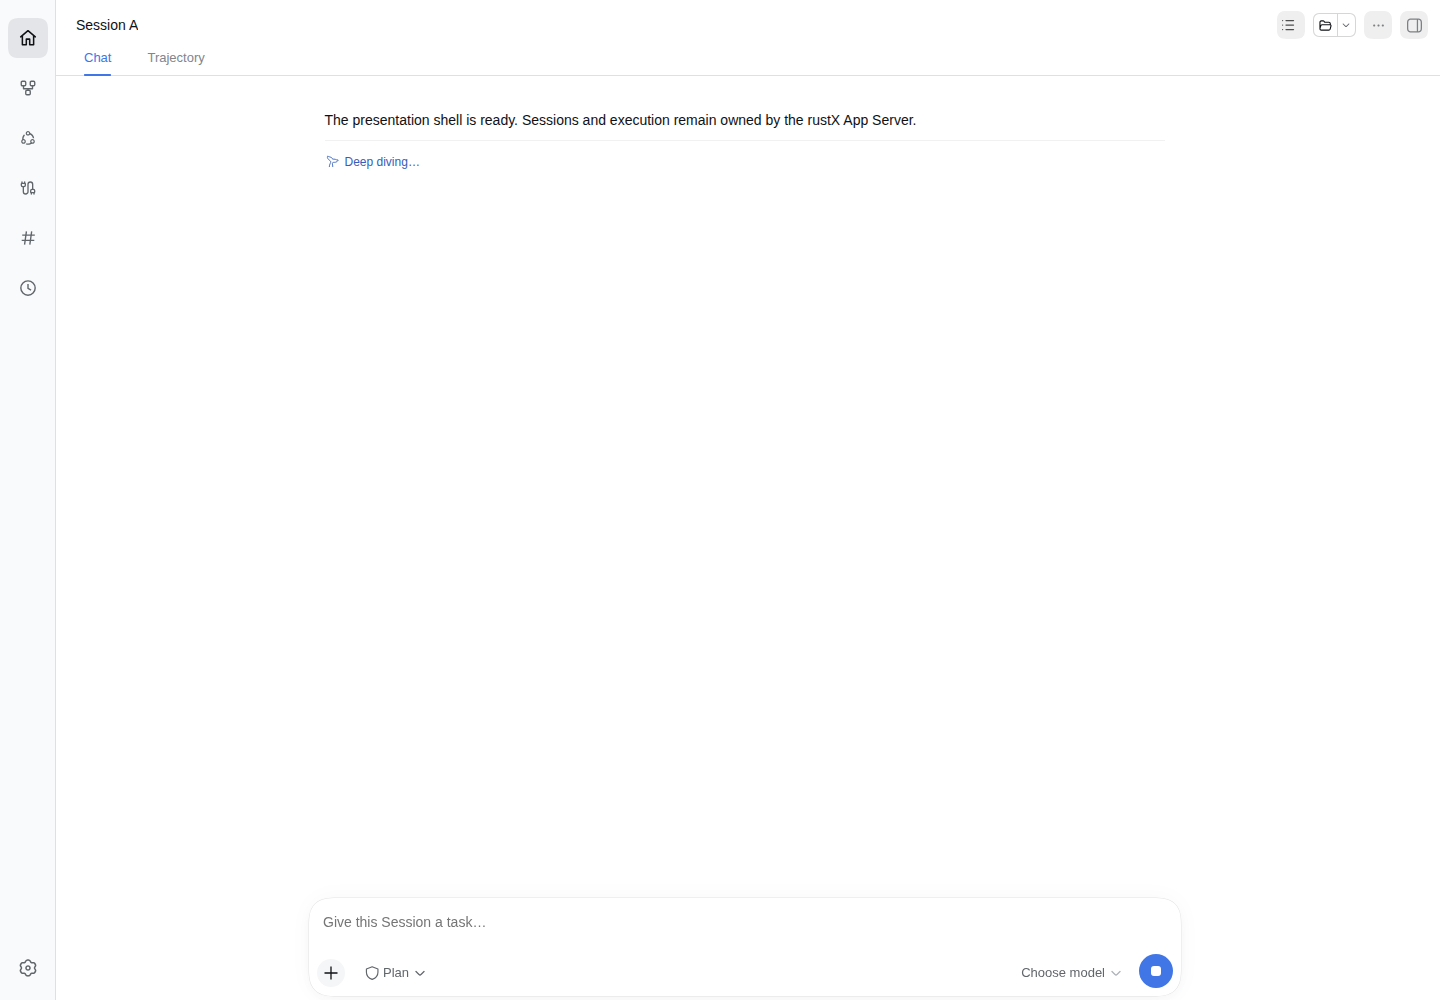 Session A
Chat
Trajectory
The presentation shell is ready. Sessions and execution remain owned by the rustX App Server.
Deep diving…
Give this Session a task…
Plan
Choose model